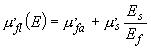 μ'fl(E) = μ'fa + μ's Es/Ef